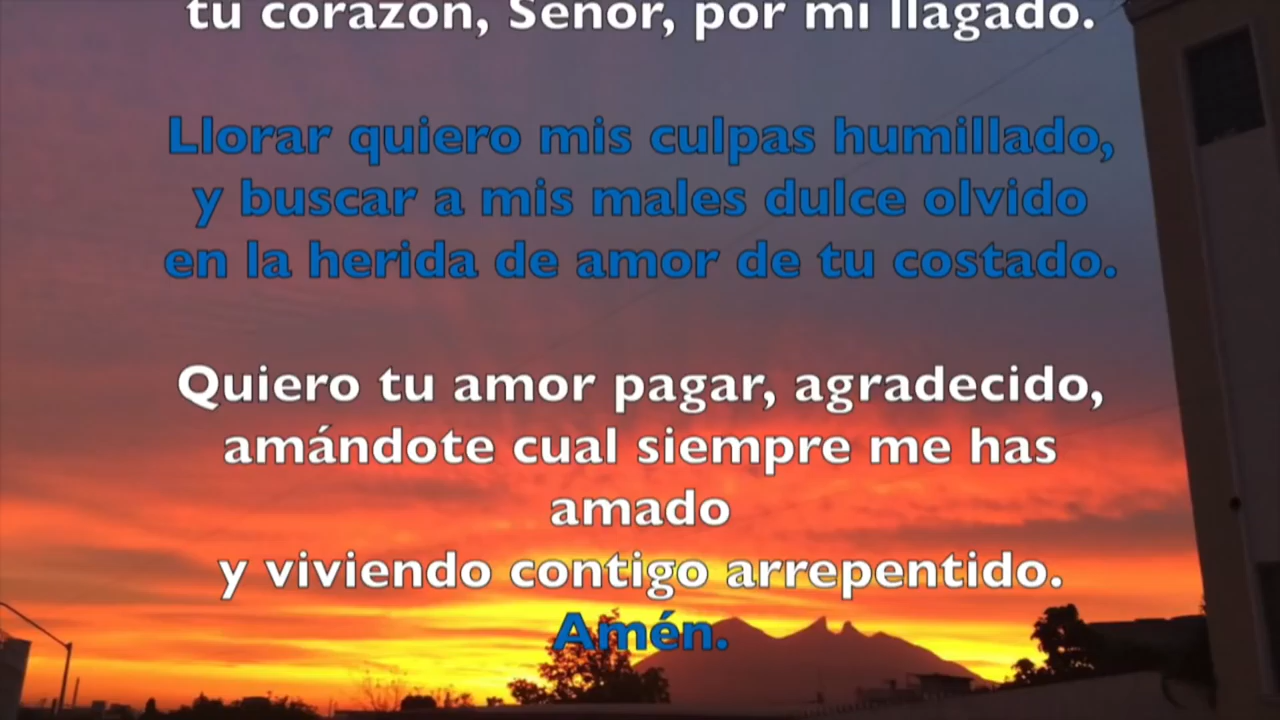 tu corazón, Señor, por mi llagado.
Llorar quiero mis culpas humillado,
y buscar a mis males dulce olvido
en la herida de amor de tu costado.
Quiero tu amor pagar, agradecido,
amándote cual siempre me has
amado
y viviendo contigo arrepentido.
Amén.